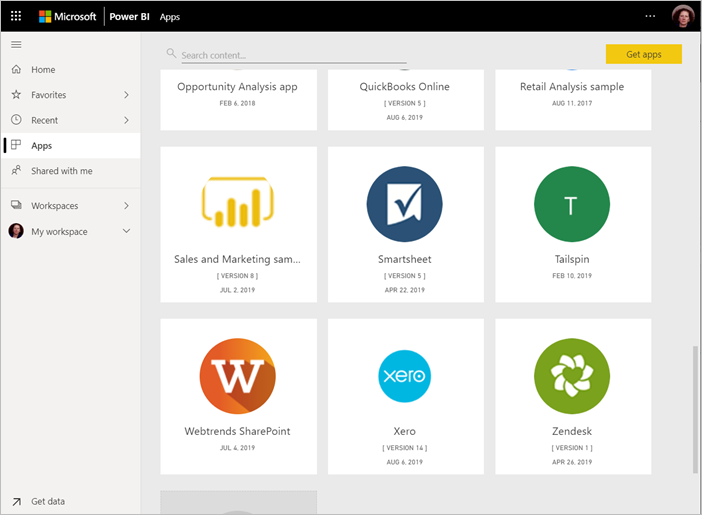 Microsoft Power BI Apps
Search content...
Get apps
Home
Favorites
Recent
Apps
Shared with me
Workspaces
My workspace
Get data
Opportunity Analysis app
FEB 6, 2018
QuickBooks Online
[ VERSION 5 ]
AUG 6, 2019
Retail Analysis sample
AUG 11, 2017
Sales and Marketing sam...
[ VERSION 8 ]
JUL 2, 2019
Smartsheet
[ VERSION 5 ]
APR 22, 2019
T
Tailspin
FEB 10, 2019
W
Webtrends SharePoint
JUL 4, 2019
xero
Xero
[ VERSION 14 ]
AUG 6, 2019
Zendesk
[ VERSION 1 ]
APR 26, 2019